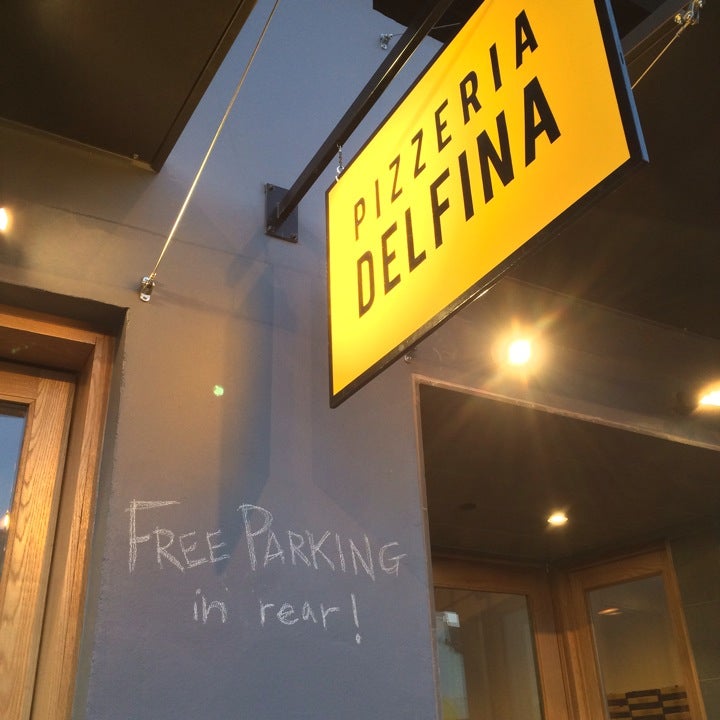 PIZZERIA
DELFINA
FREE PARKING
in rear!